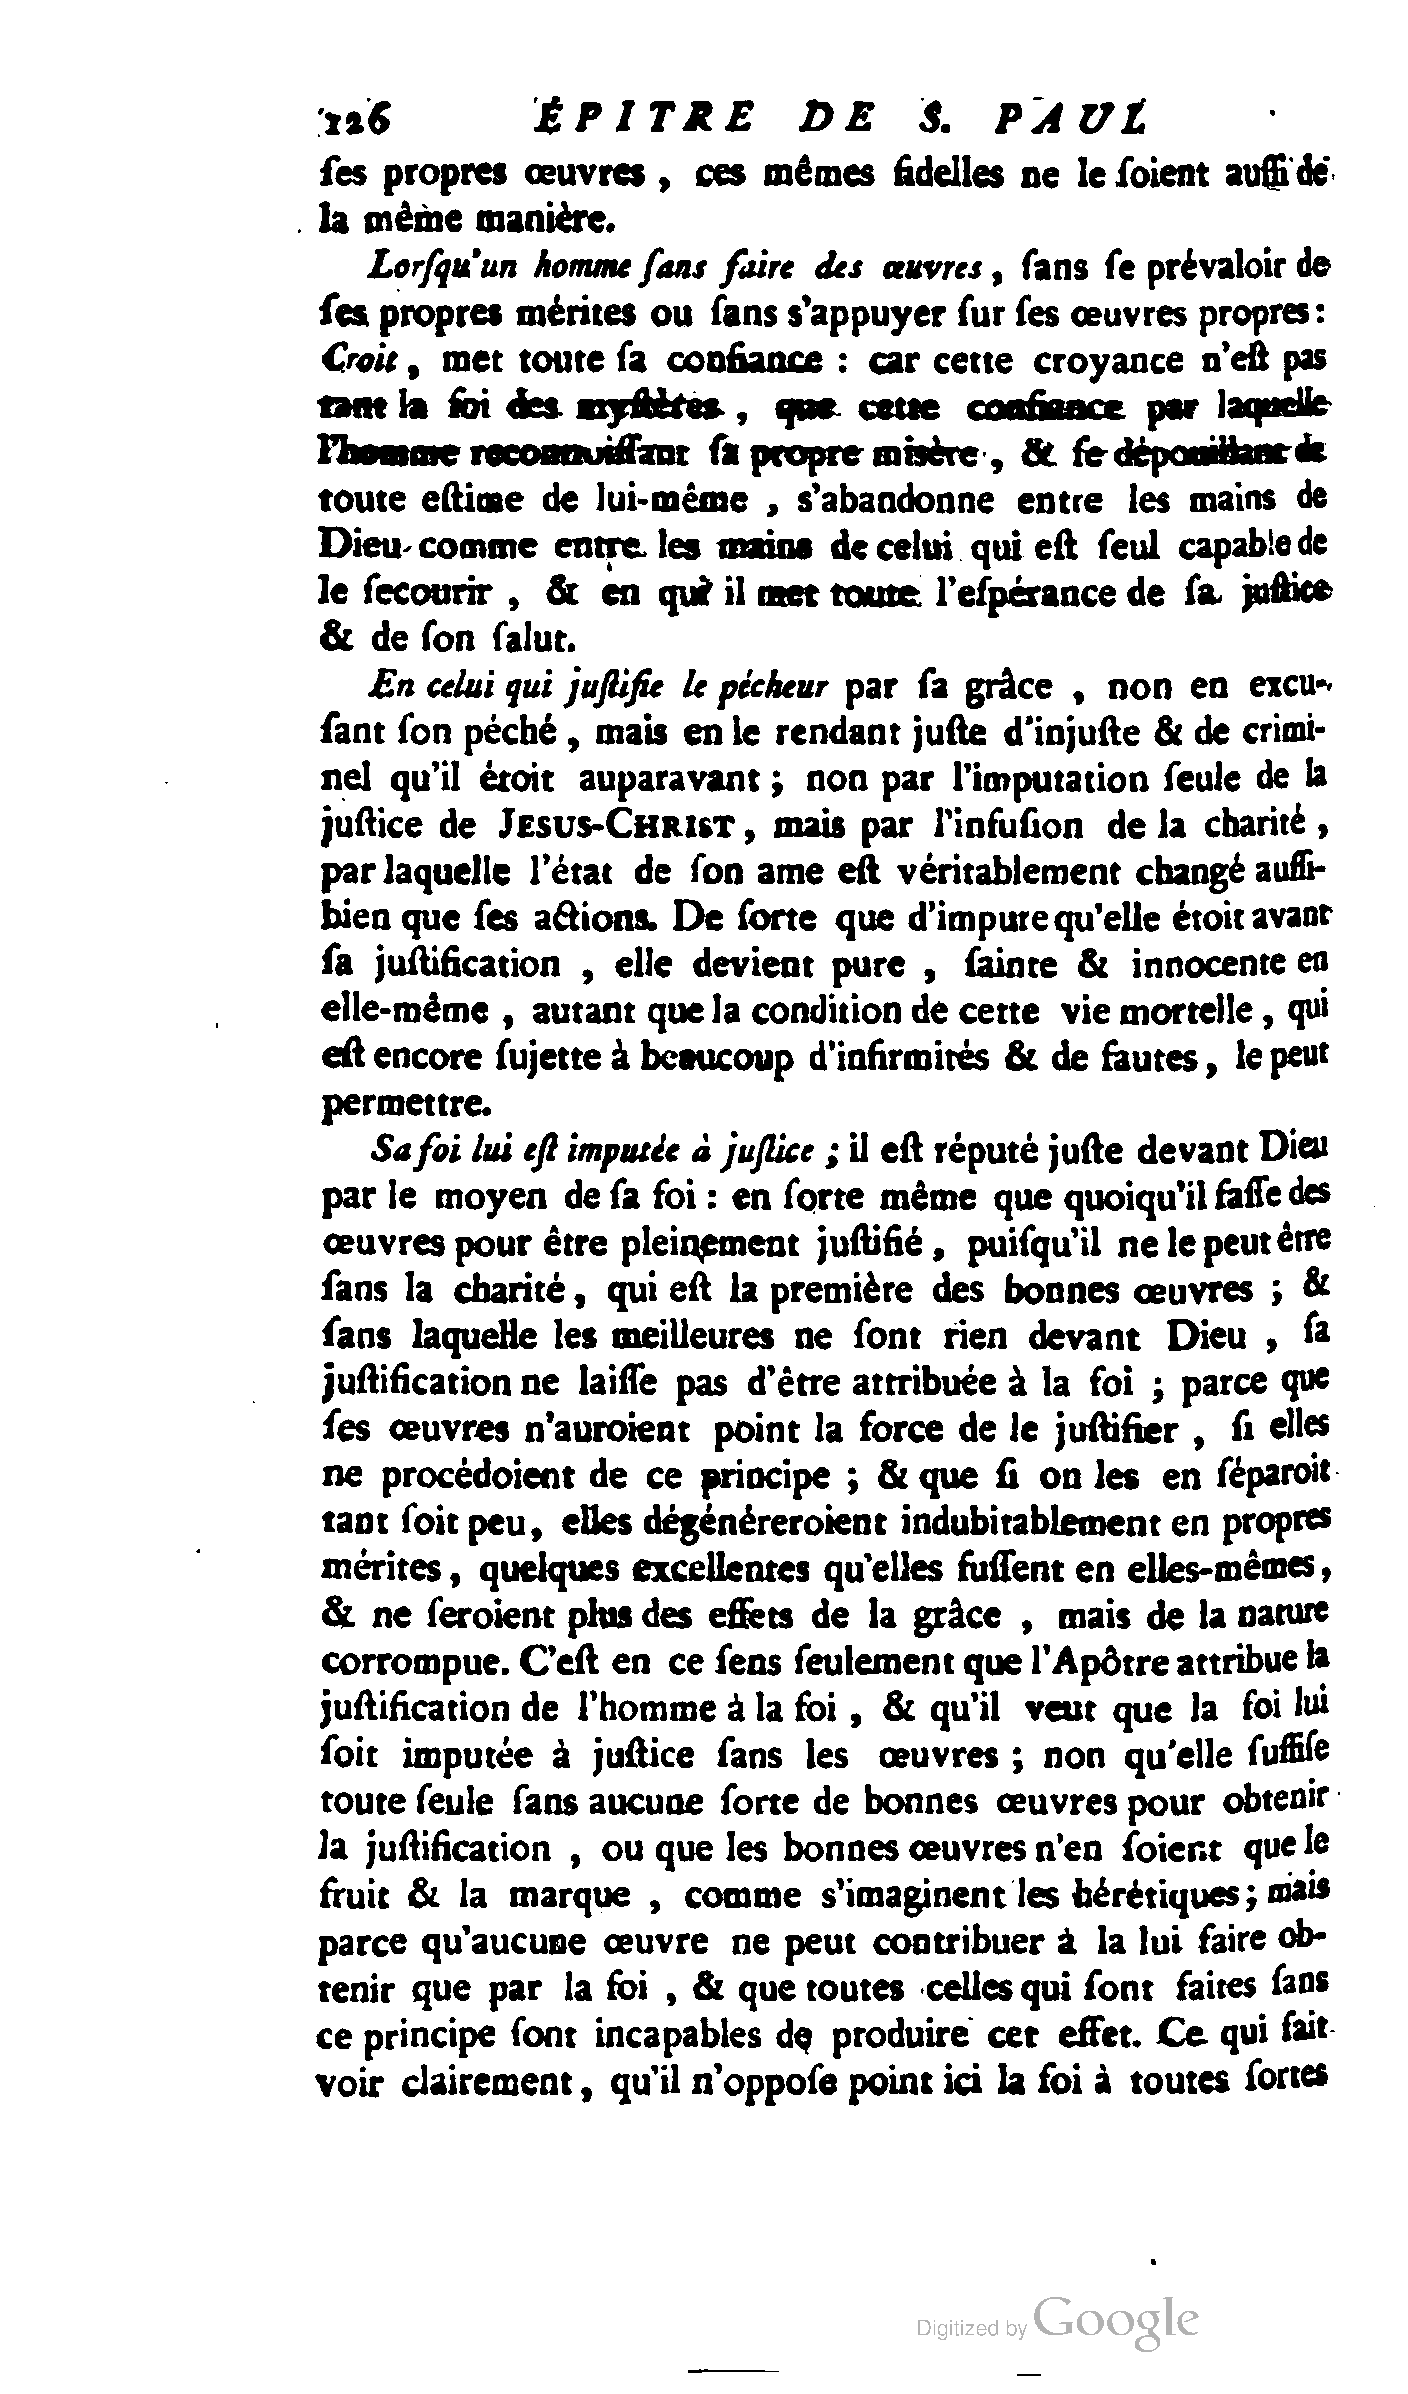 126 ÉPITRE DE S. PAUL
ſes propres œuvres , ces mêmes fidelles ne le ſoient auſſi de
la même manière.
Lorſqu'un homme ſans faire des œuvres , ſans ſe prévaloir de
ſes propres mérites ou ſans s'appuyer ſur ſes œuvres propres :
Croit , met toute ſa confiance : car cette croyance n'eſt pas
tant la foi des myſtères , que cette confiance par laquelle
l'homme reconnuiſſant ſa propre misère , & ſe dépouillant de
toute eſtime de lui-même , s'abandonne entre les mains de
Dieu comme entre les mains de celui qui eſt ſeul capable de
le ſecourir , & en qui il met toute l'eſpérance de ſa juſtice
& de ſon ſalut.
En celui qui juſtifie le pécheur par ſa grâce , non en excu-
ſant ſon péché , mais en le rendant juſte d'injuſte & de crimi-
nel qu'il étoit auparavant ; non par l'imputation ſeule de la
juſtice de JESUS-CHRIST , mais par l'infuſion de la charité ,
par laquelle l'état de ſon ame eſt véritablement changé auſſi-
bien que ſes actions. De ſorte que d'impure qu'elle étoit avant
ſa juſtification , elle devient pure , ſainte & innocente en
elle-même , autant que la condition de cette vie mortelle , qui
eſt encore ſujette à beaucoup d'infirmités & de fautes , le peut
permettre.
Sa foi lui eſt imputée à juſtice ; il eſt réputé juſte devant Dieu
par le moyen de ſa foi : en ſorte même que quoiqu'il faſſe des
œuvres pour être pleinement juſtifié , puiſqu'il ne le peut être
ſans la charité , qui eſt la première des bonnes œuvres ; &
ſans laquelle les meilleures ne ſont rien devant Dieu , ſa
juſtification ne laiſſe pas d'être attribuée à la foi ; parce que
ſes œuvres n'auroient point la force de le juſtifier , ſi elles
ne procédoient de ce principe ; & que ſi on les en ſéparoit
tant ſoit peu , elles dégénéreroient indubitablement en propres
mérites , quelques excellentes qu'elles fuſſent en elles-mêmes ,
& ne ſeroient plus des effets de la grâce , mais de la nature
corrompue. C'eſt en ce ſens ſeulement que l'Apôtre attribue la
juſtification de l'homme à la foi , & qu'il veut que la foi lui
ſoit imputée à juſtice ſans les œuvres ; non qu'elle ſuffiſe
toute ſeule ſans aucune ſorte de bonnes œuvres pour obtenir
la juſtification , ou que les bonnes œuvres n'en ſoient que le
fruit & la marque , comme s'imaginent les hérétiques ; mais
parce qu'aucune œuvre ne peut contribuer à la lui faire ob-
tenir que par la foi , & que toutes celles qui ſont faites ſans
ce principe ſont incapables de produire cet effet. Ce qui fait
voir clairement , qu'il n'oppoſe point ici la foi à toutes ſortes
Digitized by Google